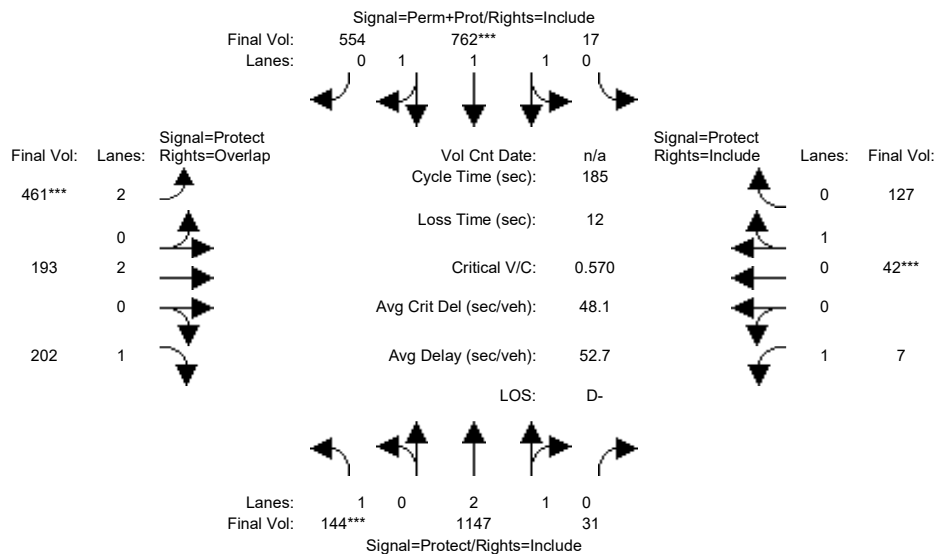 Signal=Perm+Prot/Rights=Include
Final Vol: 554 762*** 17
Lanes: 0 1 1 1 0
Signal=Protect Signal=Protect
Final Vol: Lanes: Rights=Overlap Vol Cnt Date: n/a Rights=Include Lanes: Final Vol:
Cycle Time (sec): 185
461*** 2 0 127
Loss Time (sec): 12
0 1
193 2 Critical V/C: 0.570 0 42***
0 Avg Crit Del (sec/veh): 48.1 0
202 1 Avg Delay (sec/veh): 52.7 1 7
LOS: D-
Lanes: 1 0 2 1 0
Final Vol: 144*** 1147 31
Signal=Protect/Rights=Include